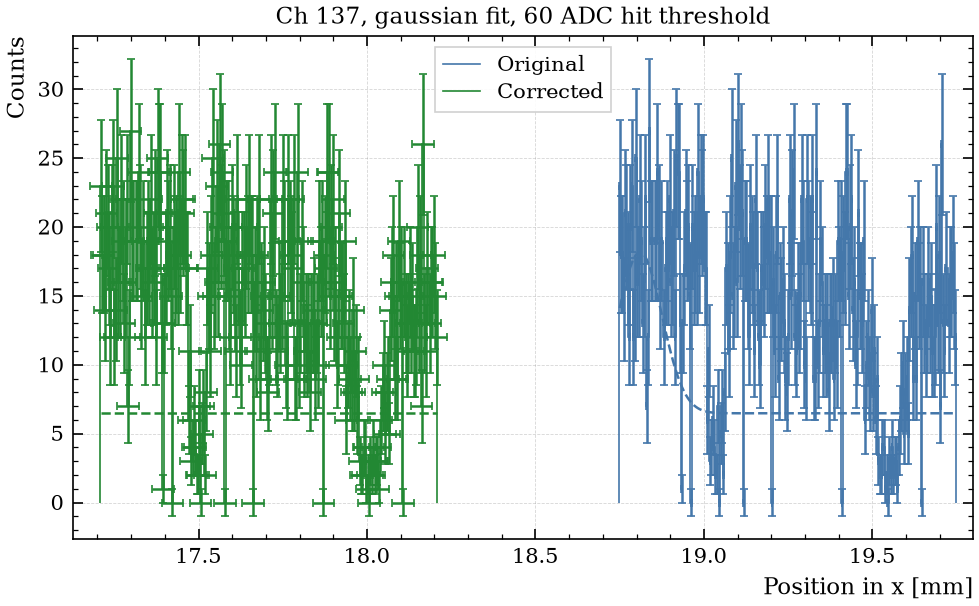 Ch 137, gaussian fit, 60 ADC hit threshold
Counts
Original
Corrected
30
25
20
15
10
5
0
17.5 18.0 18.5 19.0 19.5
Position in x [mm]